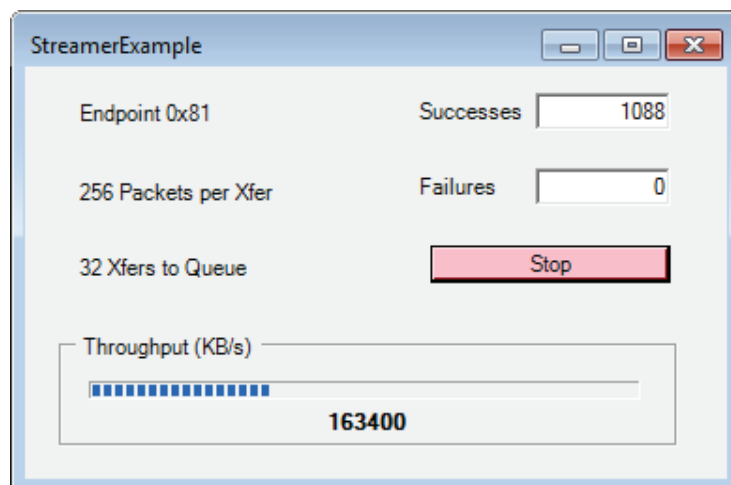 StreamerExample
Endpoint 0x81
Successes 1088
256 Packets per Xfer
Failures 0
32 Xfers to Queue
Stop
Throughput (KB/s)
163400